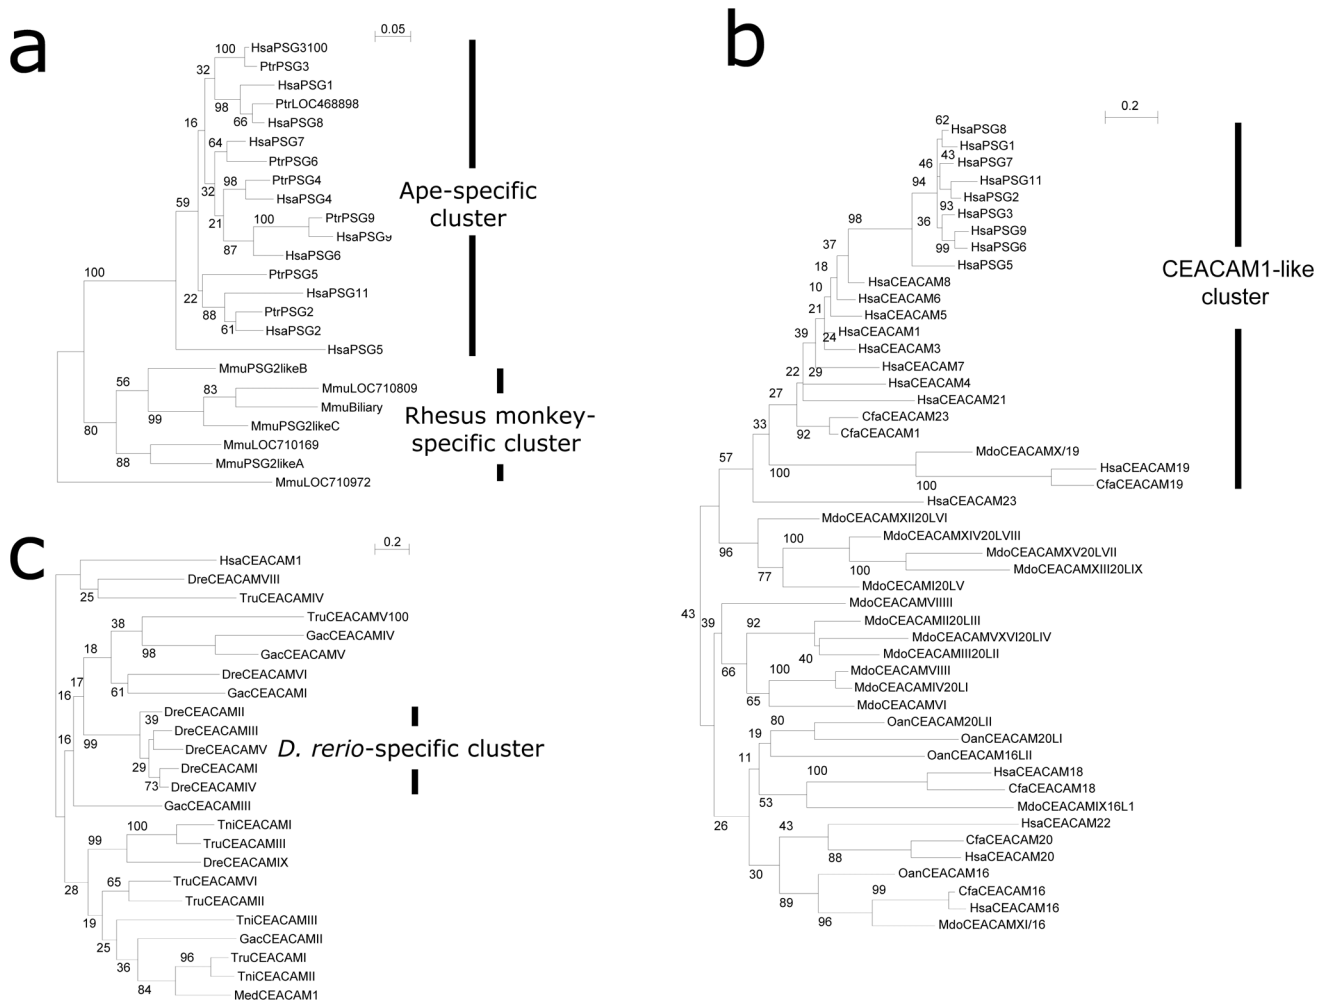 a
0.05
100
HsaPSG3100
PtrPSG3
32
HsaPSG1
98
PtrLOC468898
66
HsaPSG8
16
64
HsaPSG7
PtrPSG6
98
PtrPSG4
32
HsaPSG4
59
21
100
PtrPSG9
HsaPSG9
87
HsaPSG6
PtrPSG5
100
22
HsaPSG11
88
PtrPSG2
61
HsaPSG2
HsaPSG5
Ape-specific
cluster
MmuPSG2likeB
56
83
MmuLOC710809
MmuBiliary
99
MmuPSG2likeC
80
MmuLOC710169
88
MmuPSG2likeA
MmuLOC710972
Rhesus monkey-
specific cluster
b
0.2
62
HsaPSG8
HsaPSG1
43
46
HsaPSG7
94
HsaPSG11
HsaPSG2
93
36
HsaPSG3
98
HsaPSG9
99
HsaPSG6
37
HsaPSG5
18
HsaCEACAM8
10
HsaCEACAM6
21
HsaCEACAM5
39
HsaCEACAM1
24
HsaCEACAM3
22
29
HsaCEACAM7
HsaCEACAM4
27
HsaCEACAM21
CfaCEACAM23
92
CfaCEACAM1
33
MdoCEACAMX/19
57
100
HsaCEACAM19
100
CfaCEACAM19
HsaCEACAM23
CEACAM1-like
cluster
MdoCEACAMXII20LVI
96
100
MdoCEACAMXIV20LVIII
MdoCEACAMXV20LVII
77
100
MdoCEACAMXIII20LIX
MdoCECAMI20LV
43
MdoCEACAMVIIIII
39
92
MdoCEACAMII20LIII
MdoCEACAMVXVI20LIV
40
MdoCEACAMIII20LII
66
100
MdoCEACAMVIIII
MdoCEACAMIV20LI
65
MdoCEACAMVI
80
OanCEACAM20LII
19
OanCEACAM20LI
11
OanCEACAM16LII
100
HsaCEACAM18
CfaCEACAM18
53
MdoCEACAMIX16L1
26
43
HsaCEACAM22
CfaCEACAM20
88
HsaCEACAM20
30
OanCEACAM16
89
99
CfaCEACAM16
HsaCEACAM16
96
MdoCEACAMXI/16
c
0.2
HsaCEACAM1
DreCEACAMVIII
25
TruCEACAMIV
38
TruCEACAMV100
GacCEACAMIV
18
98
GacCEACAMV
17
DreCEACAMVI
61
GacCEACAMI
16
DreCEACAMII
39
DreCEACAMIII
16
99
DreCEACAMV
29
DreCEACAMI
73
DreCEACAMIV
D. rerio-specific cluster
GacCEACAMIII
100
TniCEACAMI
99
TruCEACAMIII
DreCEACAMIX
28
65
TruCEACAMVI
TruCEACAMII
19
TniCEACAMIII
25
GacCEACAMII
36
96
TruCEACAMI
TniCEACAMII
84
MedCEACAM1